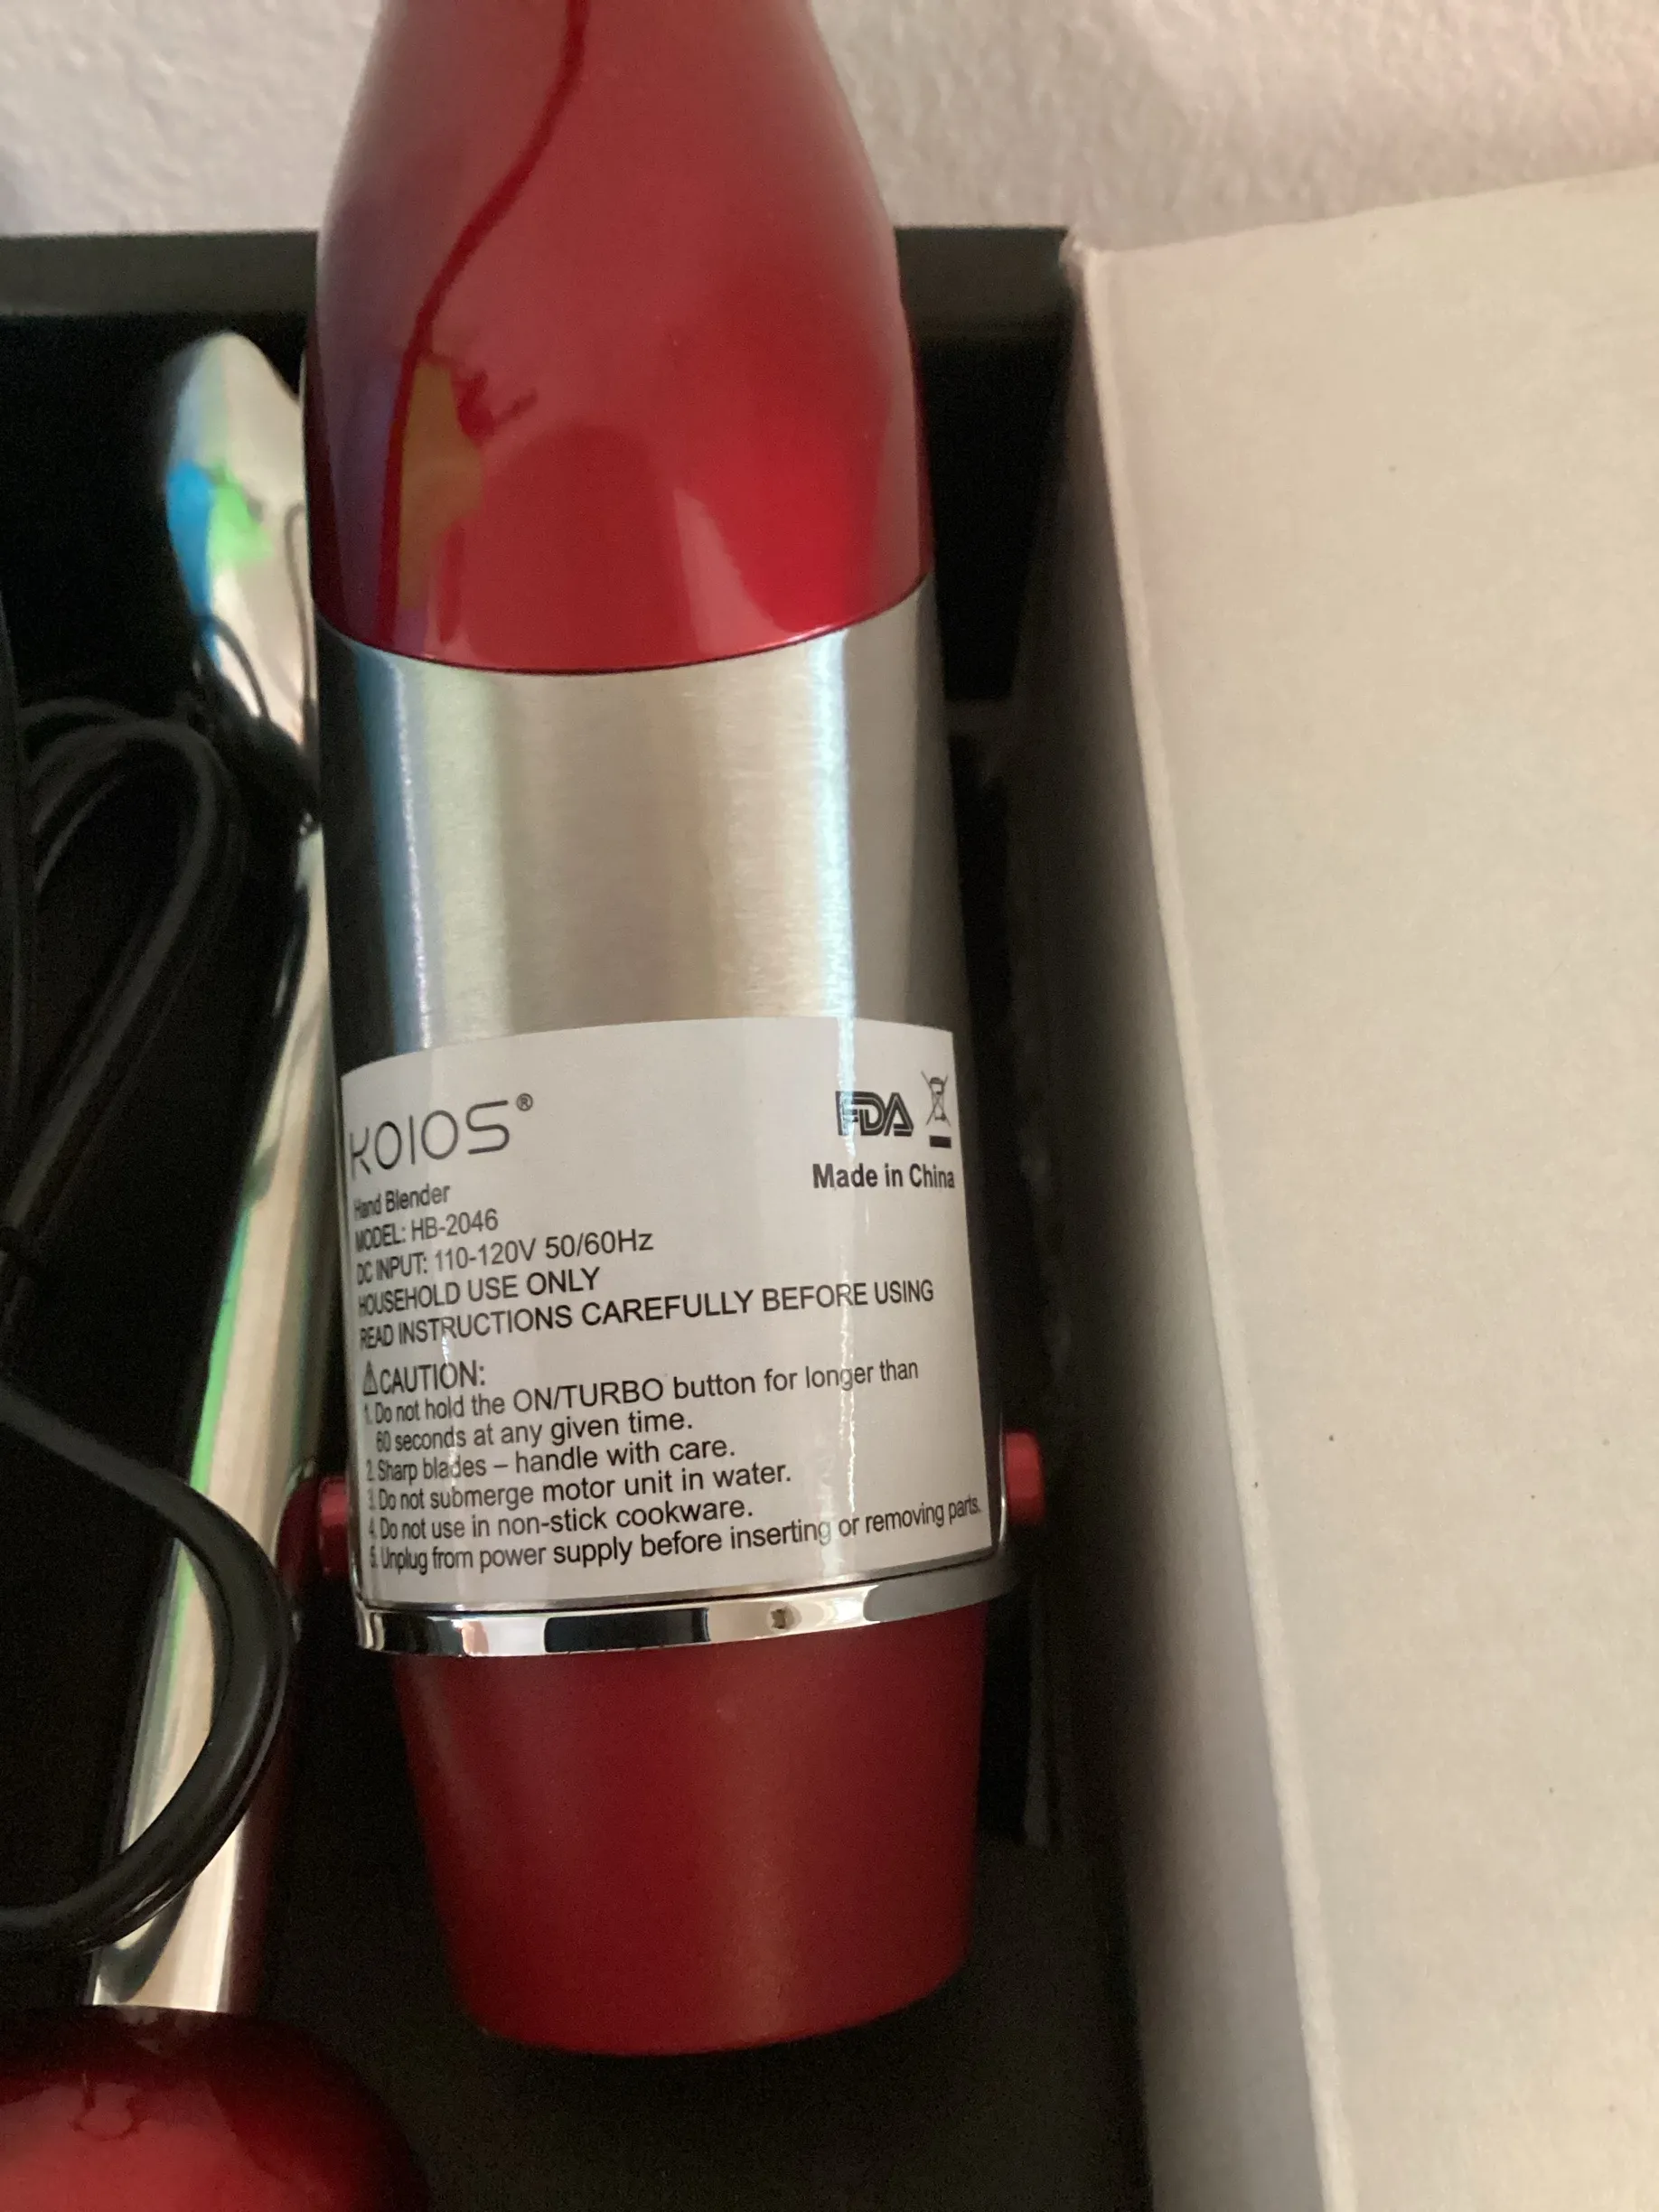 KOIOS®
FDA
Made in China
Hand Blender
MODEL: HB-2046
DC INPUT: 110-120V 50/60Hz
HOUSEHOLD USE ONLY
READ INSTRUCTIONS CAREFULLY BEFORE USING
⚠CAUTION:
1. Do not hold the ON/TURBO button for longer than
60 seconds at any given time.
2. Sharp blades – handle with care.
3. Do not submerge motor unit in water.
4. Do not use in non-stick cookware.
5. Unplug from power supply before inserting or removing parts.